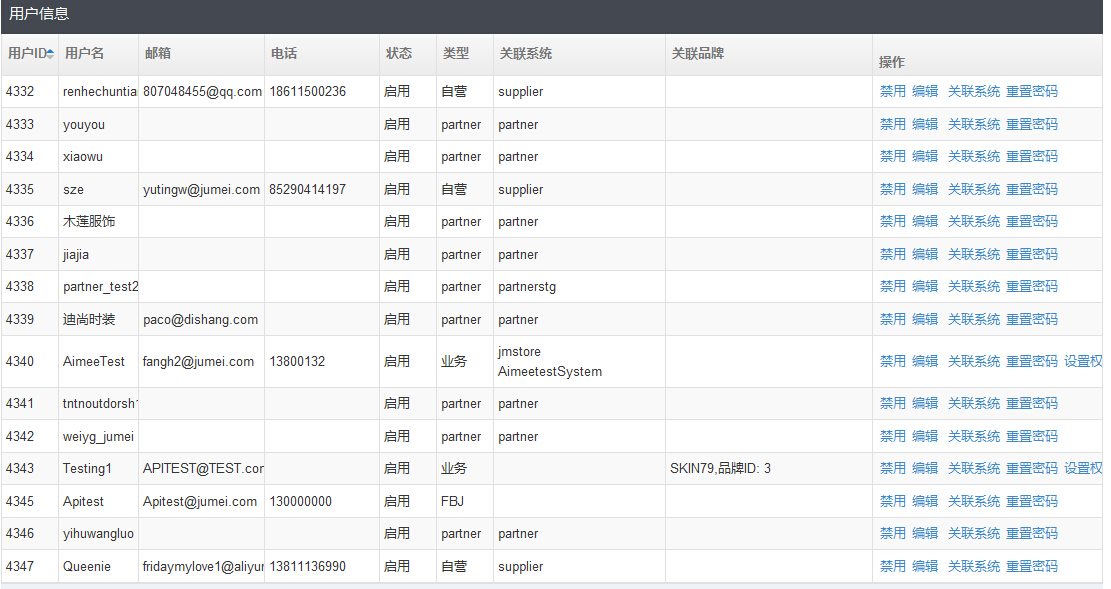 用户信息
用户ID 用户名 邮箱 电话 状态 类型 关联系统 关联品牌 操作
4332 renhechuntia 807048455@qq.com 18611500236 启用 自营 supplier 禁用 编辑 关联系统 重置密码
4333 youyou 启用 partner partner 禁用 编辑 关联系统 重置密码
4334 xiaowu 启用 partner partner 禁用 编辑 关联系统 重置密码
4335 sze yutingw@jumei.com 85290414197 启用 自营 supplier 禁用 编辑 关联系统 重置密码
4336 木莲服饰 启用 partner partner 禁用 编辑 关联系统 重置密码
4337 jiajia 启用 partner partner 禁用 编辑 关联系统 重置密码
4338 partner_test2 启用 partner partnerstg 禁用 编辑 关联系统 重置密码
4339 迪尚时装 paco@dishang.com 启用 partner partner 禁用 编辑 关联系统 重置密码
4340 AimeeTest fangh2@jumei.com 13800132 启用 业务 jmstore 禁用 编辑 关联系统 重置密码 设置权
AimeetestSystem
4341 tntnoutdorsh 启用 partner partner 禁用 编辑 关联系统 重置密码
4342 weiyg_jumei 启用 partner partner 禁用 编辑 关联系统 重置密码
4343 Testing1 APITEST@TEST.cor 启用 业务 SKIN79,品牌ID: 3 禁用 编辑 关联系统 重置密码 设置权
4345 Apitest Apitest@jumei.com 130000000 启用 FBJ 禁用 编辑 关联系统 重置密码
4346 yihuwangluo 启用 partner partner 禁用 编辑 关联系统 重置密码
4347 Queenie fridaymylove1@aliyur 13811136990 启用 自营 supplier 禁用 编辑 关联系统 重置密码